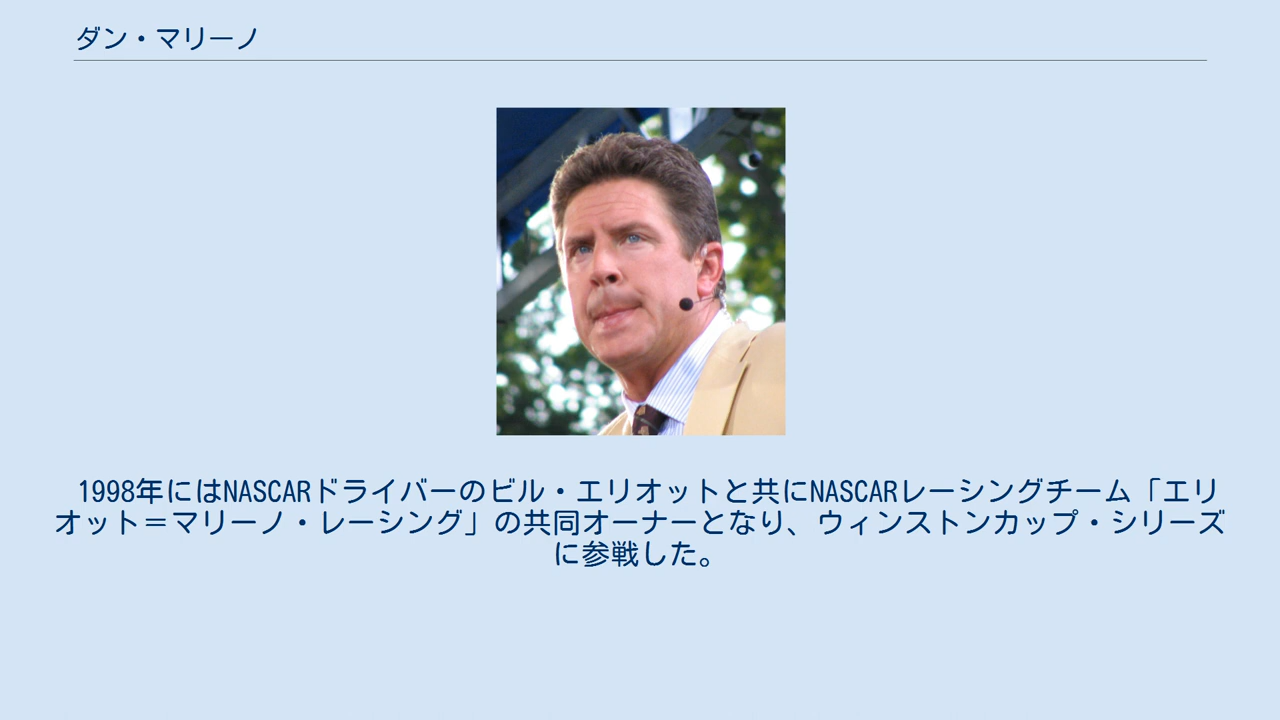 ダン・マリーノ
1998年にはNASCARドライバーのビル・エリオットと共にNASCARレーシングチーム「エリ
オット＝マリーノ・レーシング」の共同オーナーとなり、ウィンストンカップ・シリーズ
に参戦した。